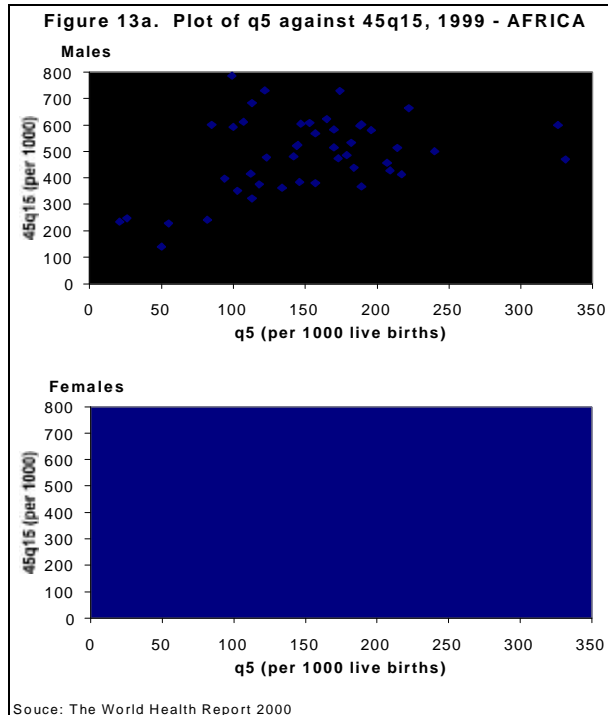 Figure 13a. Plot of q5 against 45q15, 1999 - AFRICA
Males
45q15 (per 1000)
800
700
600
500
400
300
200
100
0
0 50 100 150 200 250 300 350
q5 (per 1000 live births)
Females
45q15 (per 1000)
800
700
600
500
400
300
200
100
0
0 50 100 150 200 250 300 350
q5 (per 1000 live births)
Souce: The World Health Report 2000